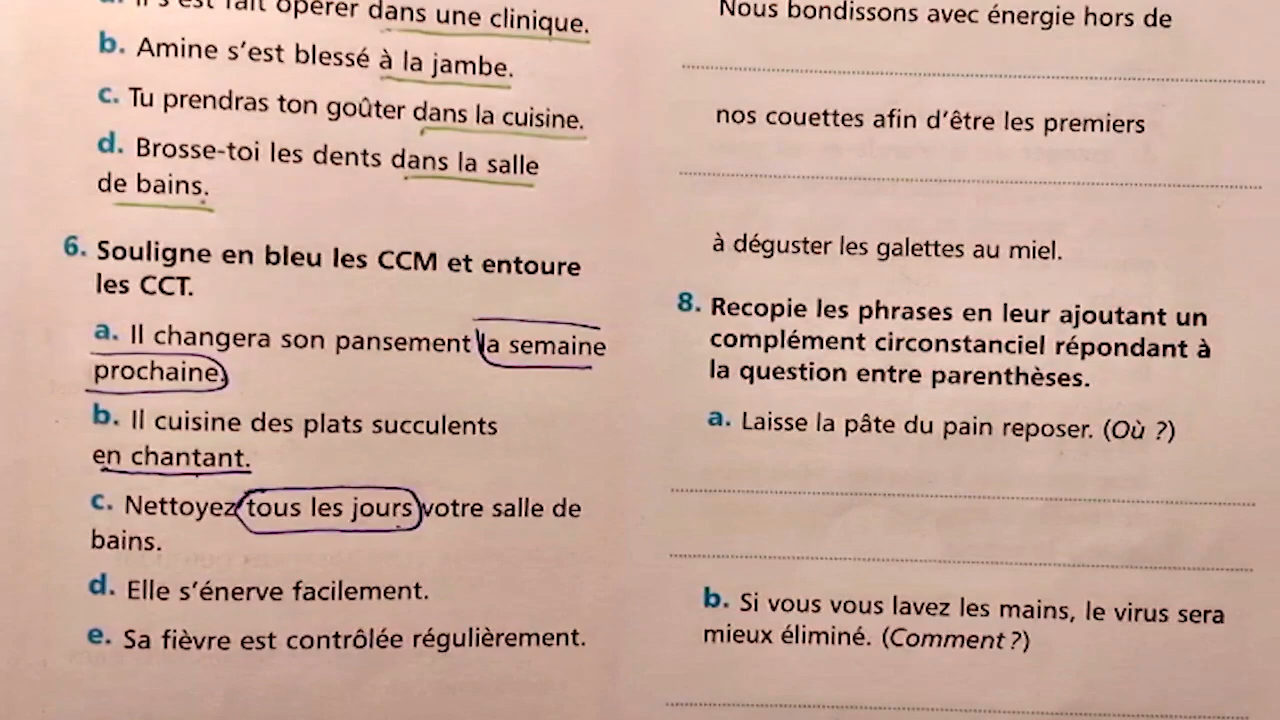 a. Il s'est fait opérer dans une clinique.
b. Amine s'est blessé à la jambe.
c. Tu prendras ton goûter dans la cuisine.
d. Brosse-toi les dents dans la salle
de bains.
6. Souligne en bleu les CCM et entoure
les CCT.
a. Il changera son pansement la semaine
prochaine.
b. Il cuisine des plats succulents
en chantant.
c. Nettoyez tous les jours votre salle de
bains.
d. Elle s'énerve facilement.
e. Sa fièvre est contrôlée régulièrement.
Nous bondissons avec énergie hors de
nos couettes afin d'être les premiers
à déguster les galettes au miel.
8. Recopie les phrases en leur ajoutant un
complément circonstanciel répondant à
la question entre parenthèses.
a. Laisse la pâte du pain reposer. (Où ?)
b. Si vous vous lavez les mains, le virus sera
mieux éliminé. (Comment ?)